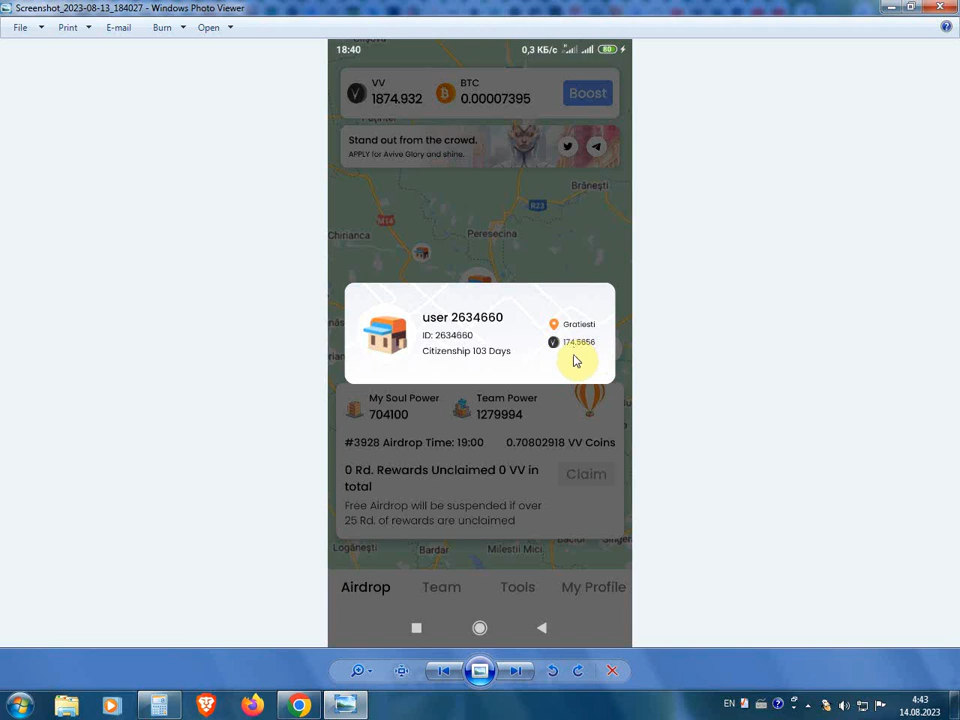 Screenshot_2023-08-13_184027 - Windows Photo Viewer
File Print E-mail Burn Open
18:40 0,3 КБ/с 80
VV
1874.932
BTC
0.00007395
Boost
Stand out from the crowd.
APPLY for Avive Glory and shine.
Brănești
R23
M14
Peresecina
Chirianca
user 2634660
ID: 2634660
Citizenship 103 Days
Gratiesti
174.5656
My Soul Power
704100
Team Power
1279994
#3928 Airdrop Time: 19:00 0.70802918 VV Coins
0 Rd. Rewards Unclaimed 0 VV in
total
Claim
Free Airdrop will be suspended if over
25 Rd. of rewards are unclaimed
Logănești Bardar Milestii Mici
Airdrop Team Tools My Profile
EN 4:43
14.08.2023